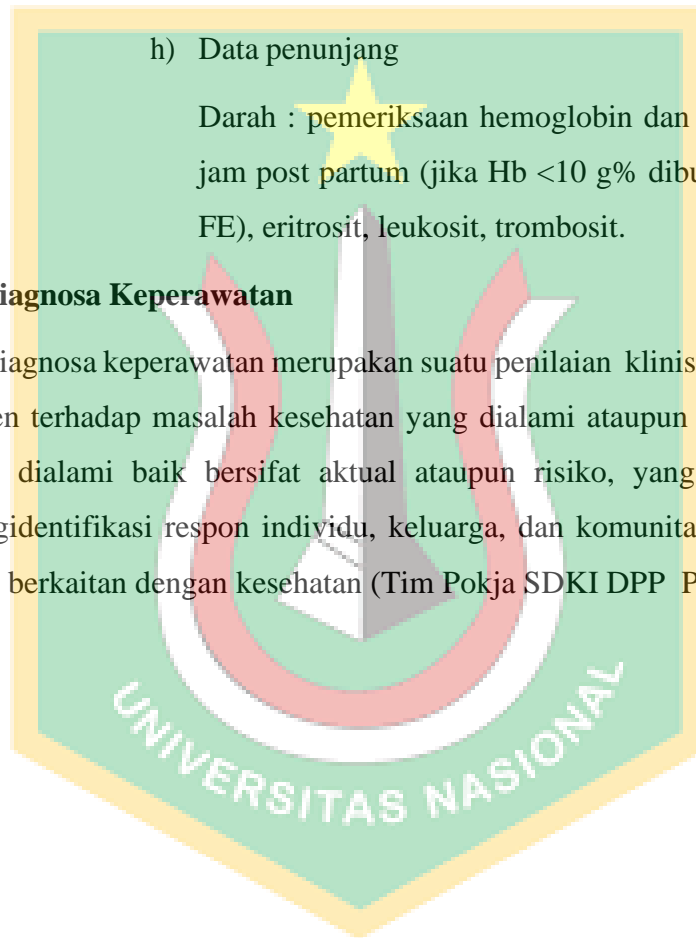 h) Data penunjang
Darah : pemeriksaan hemoglobin dan
jam post partum (jika Hb <10 g% dibu
FE), eritrosit, leukosit, trombosit.
iagnosa Keperawatan
iagnosa keperawatan merupakan suatu penilaian klinis
en terhadap masalah kesehatan yang dialami ataupun
dialami baik bersifat aktual ataupun risiko, yang
gidentifikasi respon individu, keluarga, dan komunita
berkaitan dengan kesehatan (Tim Pokja SDKI DPP P
UNIVERSITAS NASIONAL